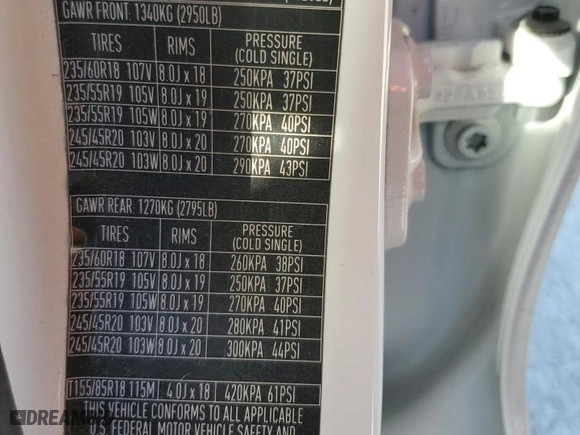 GAWR FRONT: 1340KG (2950LB)
TIRES RIMS PRESSURE
(COLD SINGLE)
235/60R18 107V 8.0J x 18 250KPA 37PSI
235/55R19 105V 8.0J x 19 250KPA 37PSI
235/55R19 105W 8.0J x 19 270KPA 40PSI
245/45R20 103V 8.0J x 20 270KPA 40PSI
245/45R20 103W 8.0J x 20 290KPA 43PSI
GAWR REAR: 1270KG (2795LB)
TIRES RIMS PRESSURE
(COLD SINGLE)
235/60R18 107V 8.0J x 18 260KPA 38PSI
235/55R19 105V 8.0J x 19 250KPA 37PSI
235/55R19 105W 8.0J x 19 270KPA 40PSI
245/45R20 103V 8.0J x 20 280KPA 41PSI
245/45R20 103W 8.0J x 20 300KPA 44PSI
T155/85R18 115M 4.0J x 18 420KPA 61PSI
THIS VEHICLE CONFORMS TO ALL APPLICABLE
U.S. FEDERAL MOTOR VEHICLE SAFETY AND